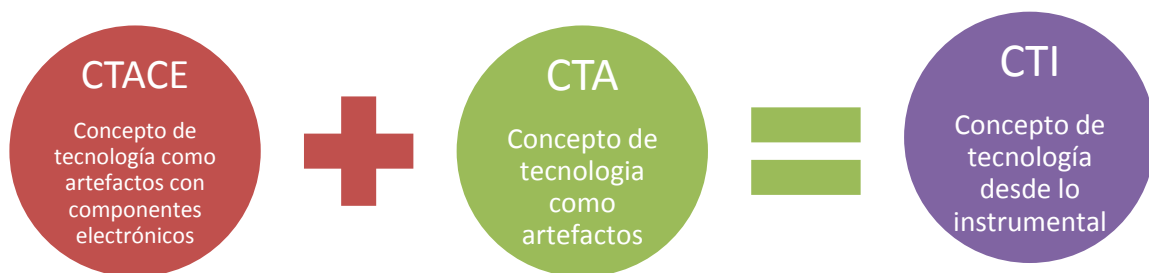 CTACE
Concepto de
tecnología como
artefactos con
componentes
electrónicos
CTA
Concepto de
tecnologia
como
artefactos
CTI
Concepto de
tecnología
desde lo
instrumental